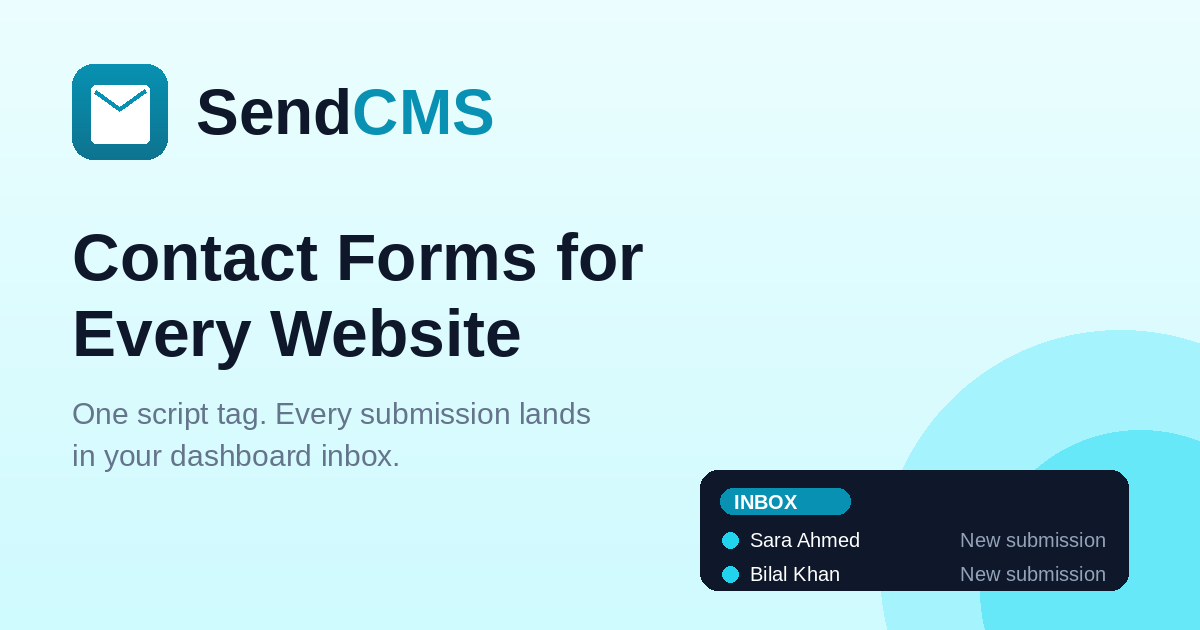 SendCMS
Contact Forms for
Every Website
One script tag. Every submission lands
in your dashboard inbox.
INBOX
Sara Ahmed New submission
Bilal Khan New submission